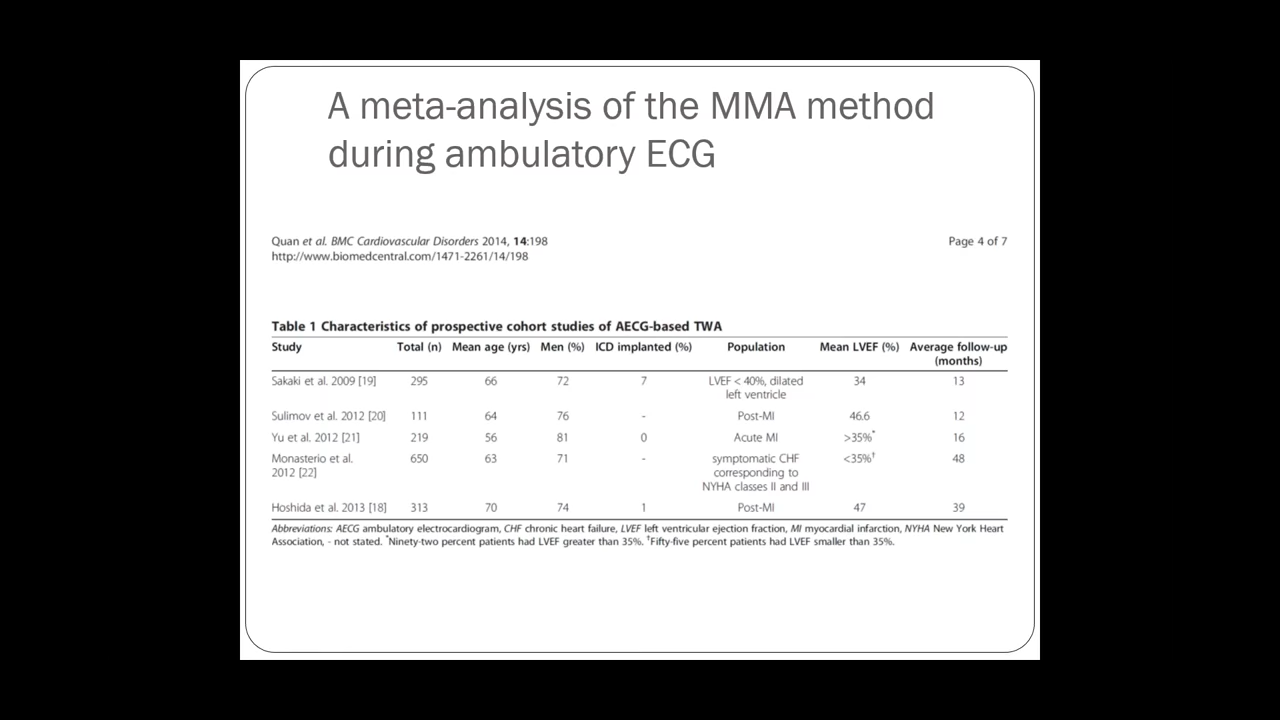 A meta-analysis of the MMA method
during ambulatory ECG
Quan et al. BMC Cardiovascular Disorders 2014, 14:198 Page 4 of 7
http://www.biomedcentral.com/1471-2261/14/198
Table 1 Characteristics of prospective cohort studies of AECG-based TWA
Study Total (n) Mean age (yrs) Men (%) ICD implanted (%) Population Mean LVEF (%) Average follow-up
(months)
Sakaki et al. 2009 [19] 295 66 72 7 LVEF < 40%, dilated 34 13
left ventricle
Sulimov et al. 2012 [20] 111 64 76 - Post-MI 46.6 12
Yu et al. 2012 [21] 219 56 81 0 Acute MI >35%* 16
Monasterio et al. 650 63 71 - symptomatic CHF <35%† 48
2012 [22] corresponding to
NYHA classes II and III
Hoshida et al. 2013 [18] 313 70 74 1 Post-MI 47 39
Abbreviations: AECG ambulatory electrocardiogram, CHF chronic heart failure, LVEF left ventricular ejection fraction, MI myocardial infarction, NYHA New York Heart
Association, - not stated. *Ninety-two percent patients had LVEF greater than 35%. †Fifty-five percent patients had LVEF smaller than 35%.